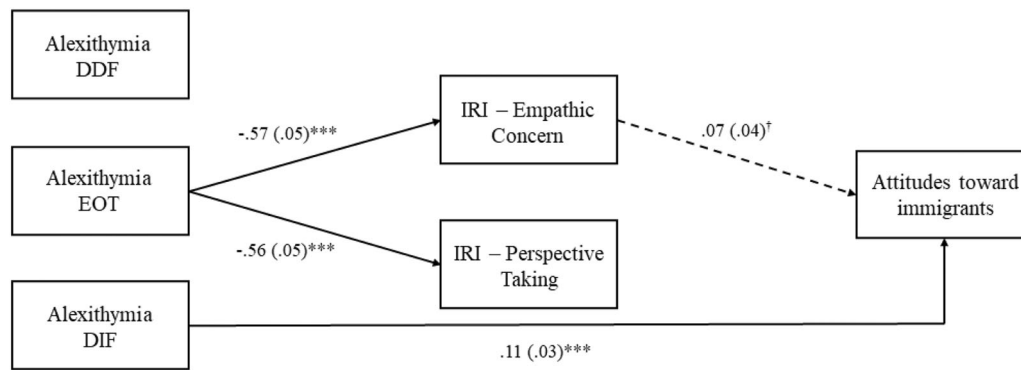 Alexithymia
DDF
IRI – Empathic
Concern
-.57 (.05)***
.07 (.04)†
Alexithymia
EOT
Attitudes toward
immigrants
-.56 (.05)***
IRI – Perspective
Taking
Alexithymia
DIF
.11 (.03)***